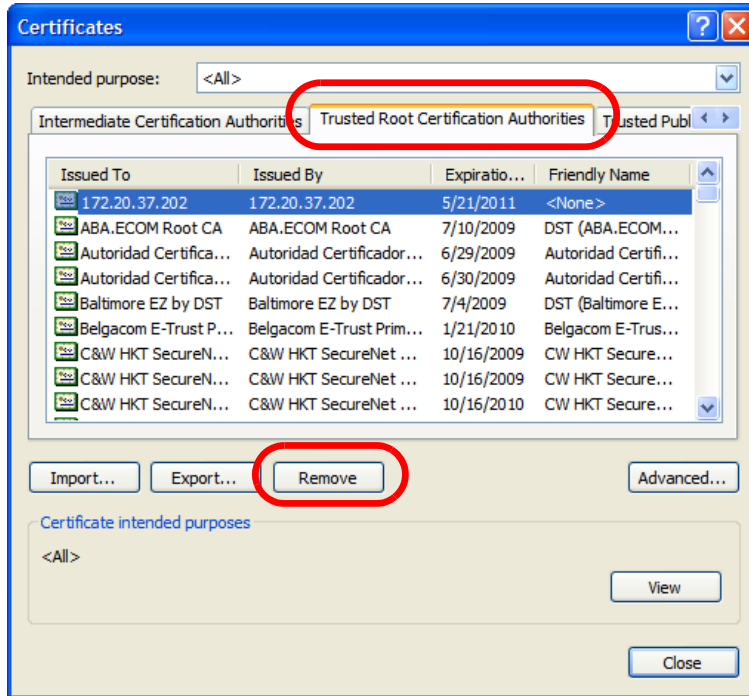 Certificates
Intended purpose: <All>
Intermediate Certification Authorities Trusted Root Certification Authorities Trusted Publ
Issued To Issued By Expiratio... Friendly Name
172.20.37.202 172.20.37.202 5/21/2011 <None>
ABA.ECOM Root CA ABA.ECOM Root CA 7/10/2009 DST (ABA.ECOM...
Autoridad Certifica... Autoridad Certificador... 6/29/2009 Autoridad Certifi...
Autoridad Certifica... Autoridad Certificador... 6/30/2009 Autoridad Certifi...
Baltimore EZ by DST Baltimore EZ by DST 7/4/2009 DST (Baltimore E...
Belgacom E-Trust P... Belgacom E-Trust Prim... 1/21/2010 Belgacom E-Trus...
C&W HKT SecureN... C&W HKT SecureNet ... 10/16/2009 CW HKT Secure...
C&W HKT SecureN... C&W HKT SecureNet ... 10/16/2009 CW HKT Secure...
C&W HKT SecureN... C&W HKT SecureNet ... 10/16/2010 CW HKT Secure...
Import... Export... Remove Advanced...
Certificate intended purposes
<All>
View
Close